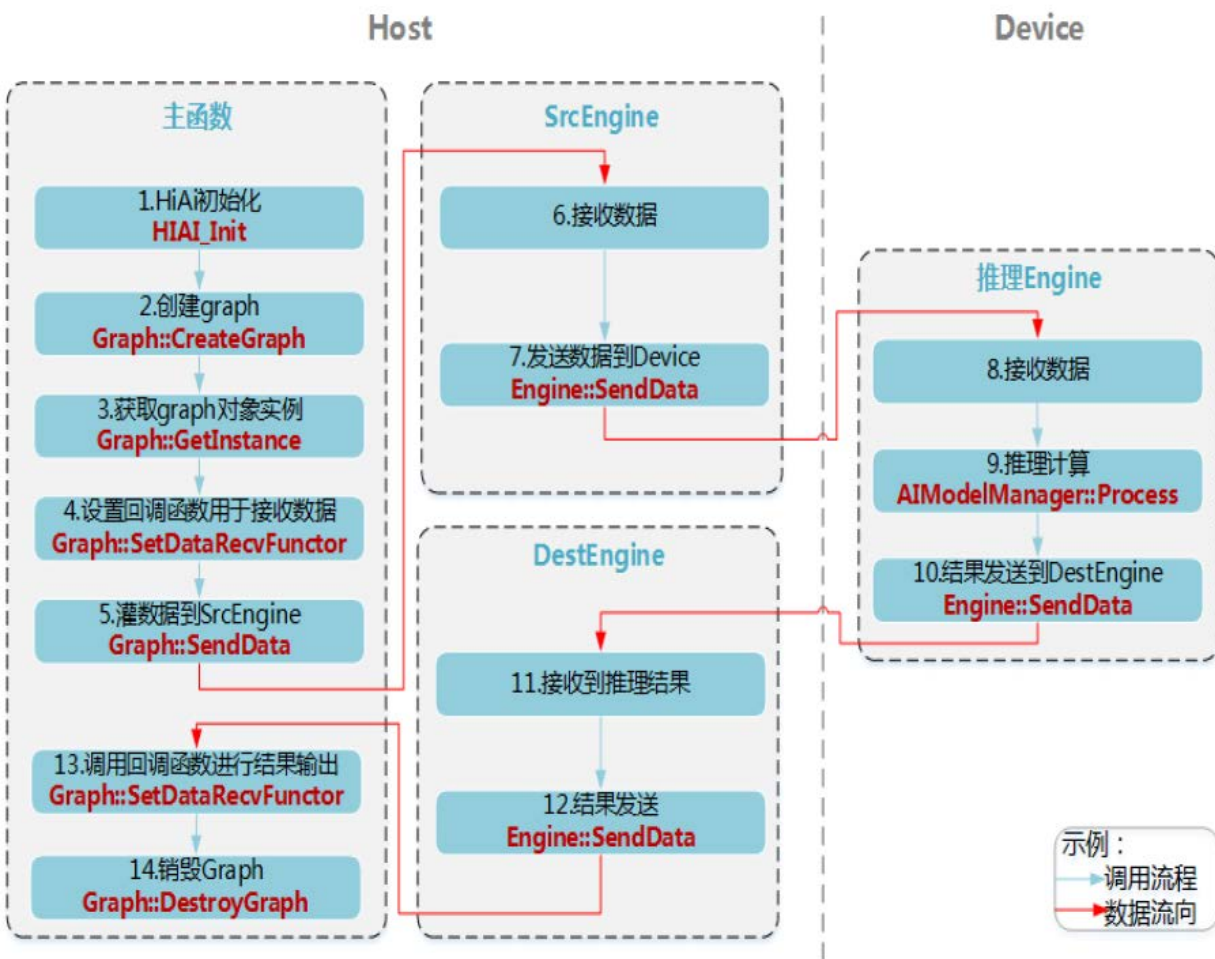 Host
Device
主函数
1.HiAi初始化
HIAI_Init
2.创建graph
Graph::CreateGraph
3.获取graph对象实例
Graph::GetInstance
4.设置回调函数用于接收数据
Graph::SetDataRecvFunctor
5.灌数据到SrcEngine
Graph::SendData
13.调用回调函数进行结果输出
Graph::SetDataRecvFunctor
14.销毁Graph
Graph::DestroyGraph
SrcEngine
6.接收数据
7.发送数据到Device
Engine::SendData
DestEngine
11.接收到推理结果
12.结果发送
Engine::SendData
推理Engine
8.接收数据
9.推理计算
AIModelManager::Process
10.结果发送到DestEngine
Engine::SendData
示例：
调用流程
数据流向